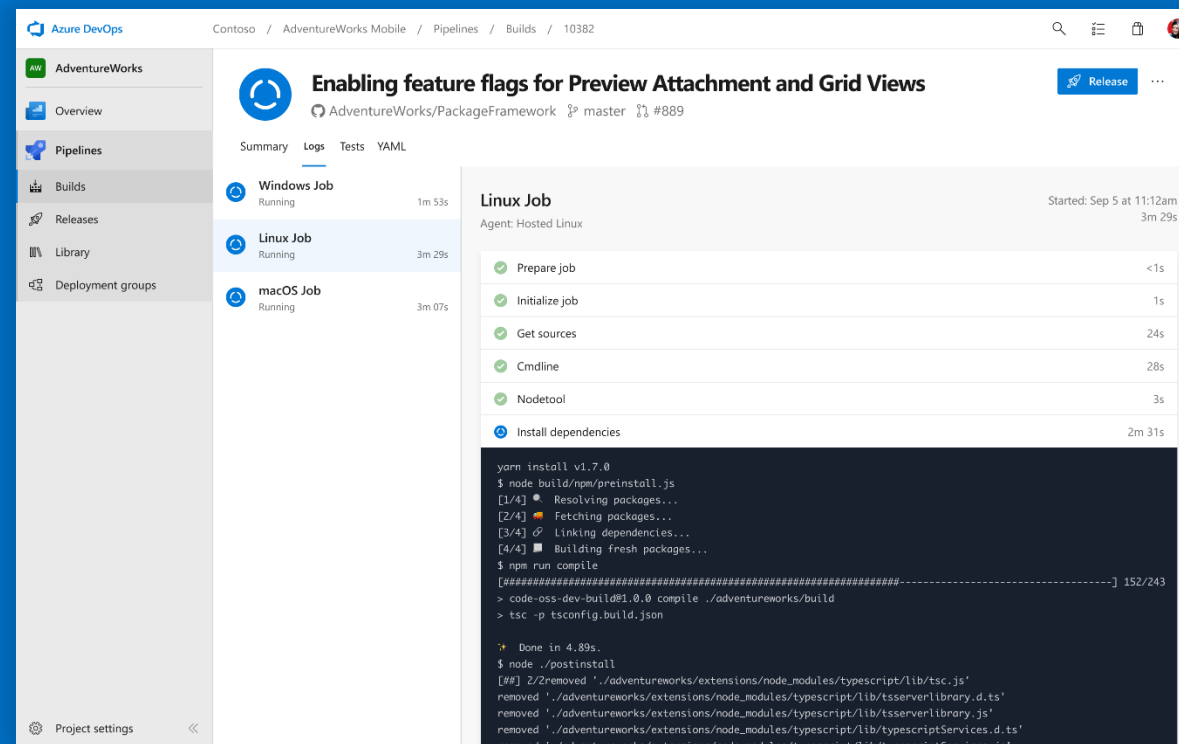 Azure DevOps
Contoso / AdventureWorks Mobile / Pipelines / Builds / 10382
AW AdventureWorks
Overview
Pipelines
Builds
Releases
Library
Deployment groups
Project settings
Enabling feature flags for Preview Attachment and Grid Views
AdventureWorks/PackageFramework master #889
Release
Summary Logs Tests YAML
Windows Job
Running 1m 53s
Linux Job
Running 3m 29s
macOS Job
Running 3m 07s
Linux Job
Agent: Hosted Linux
Started: Sep 5 at 11:12am
3m 29s
Prepare job <1s
Initialize job 1s
Get sources 24s
Cmdline 28s
Nodetool 3s
Install dependencies 2m 31s
yarn install v1.7.0
$ node build/npm/preinstall.js
[1/4] 🔍 Resolving packages...
[2/4] 🚚 Fetching packages...
[3/4] 🔗 Linking dependencies...
[4/4] 📃 Building fresh packages...
$ npm run compile
[###################################################################------------------------------------] 152/243
> code-oss-dev-build@1.0.0 compile ./adventureworks/build
> tsc -p tsconfig.build.json
✨ Done in 4.89s.
$ node ./postinstall
[##] 2/2removed './adventureworks/extensions/node_modules/typescript/lib/tsc.js'
removed './adventureworks/extensions/node_modules/typescript/lib/tsserverlibrary.d.ts'
removed './adventureworks/extensions/node_modules/typescript/lib/tsserverlibrary.js'
removed './adventureworks/extensions/node_modules/typescript/lib/typescriptServices.d.ts'